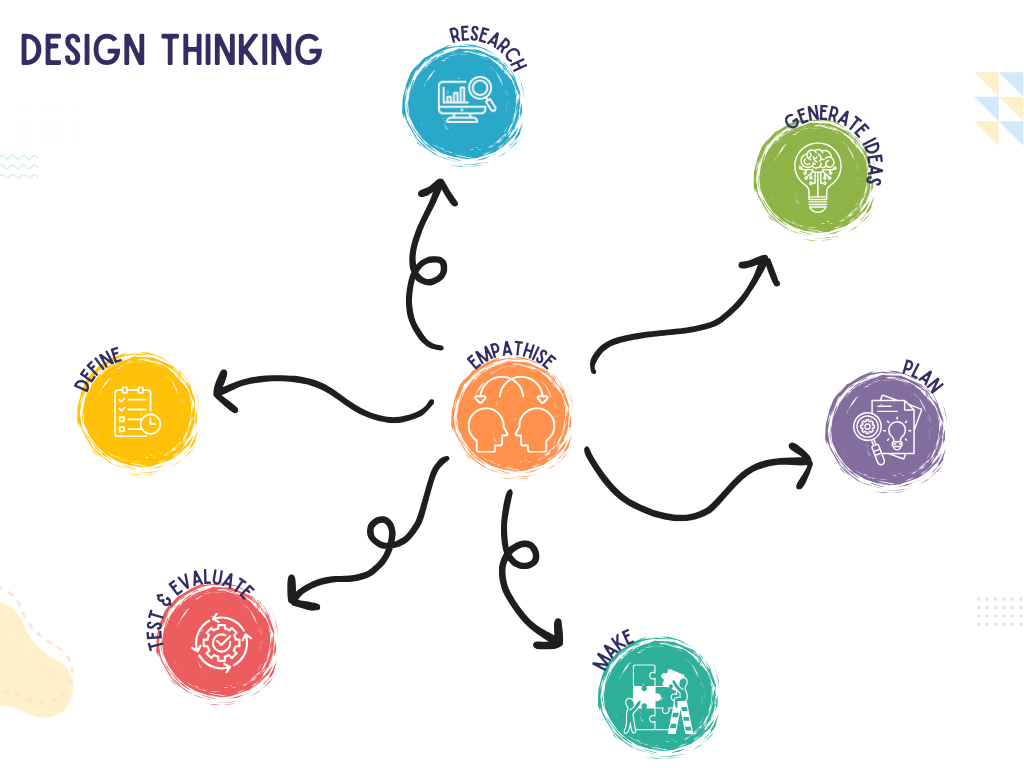 DESIGN THINKING
RESEARCH
GENERATE IDEAS
DEFINE
EMPATHISE
PLAN
TEST & EVALUATE
MAKE